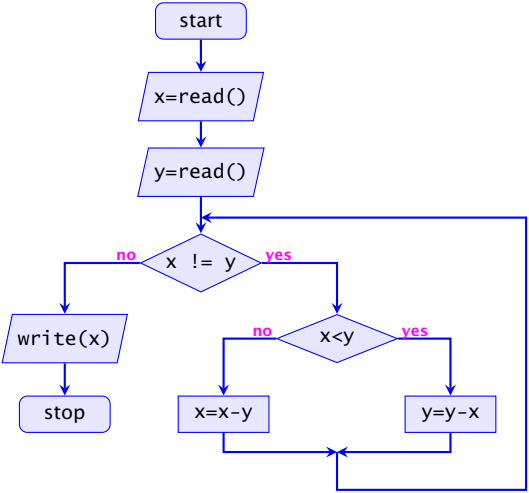 start
x=read()
y=read()
no
x != y
yes
write(x)
no
x<y
yes
stop
x=x-y
y=y-x